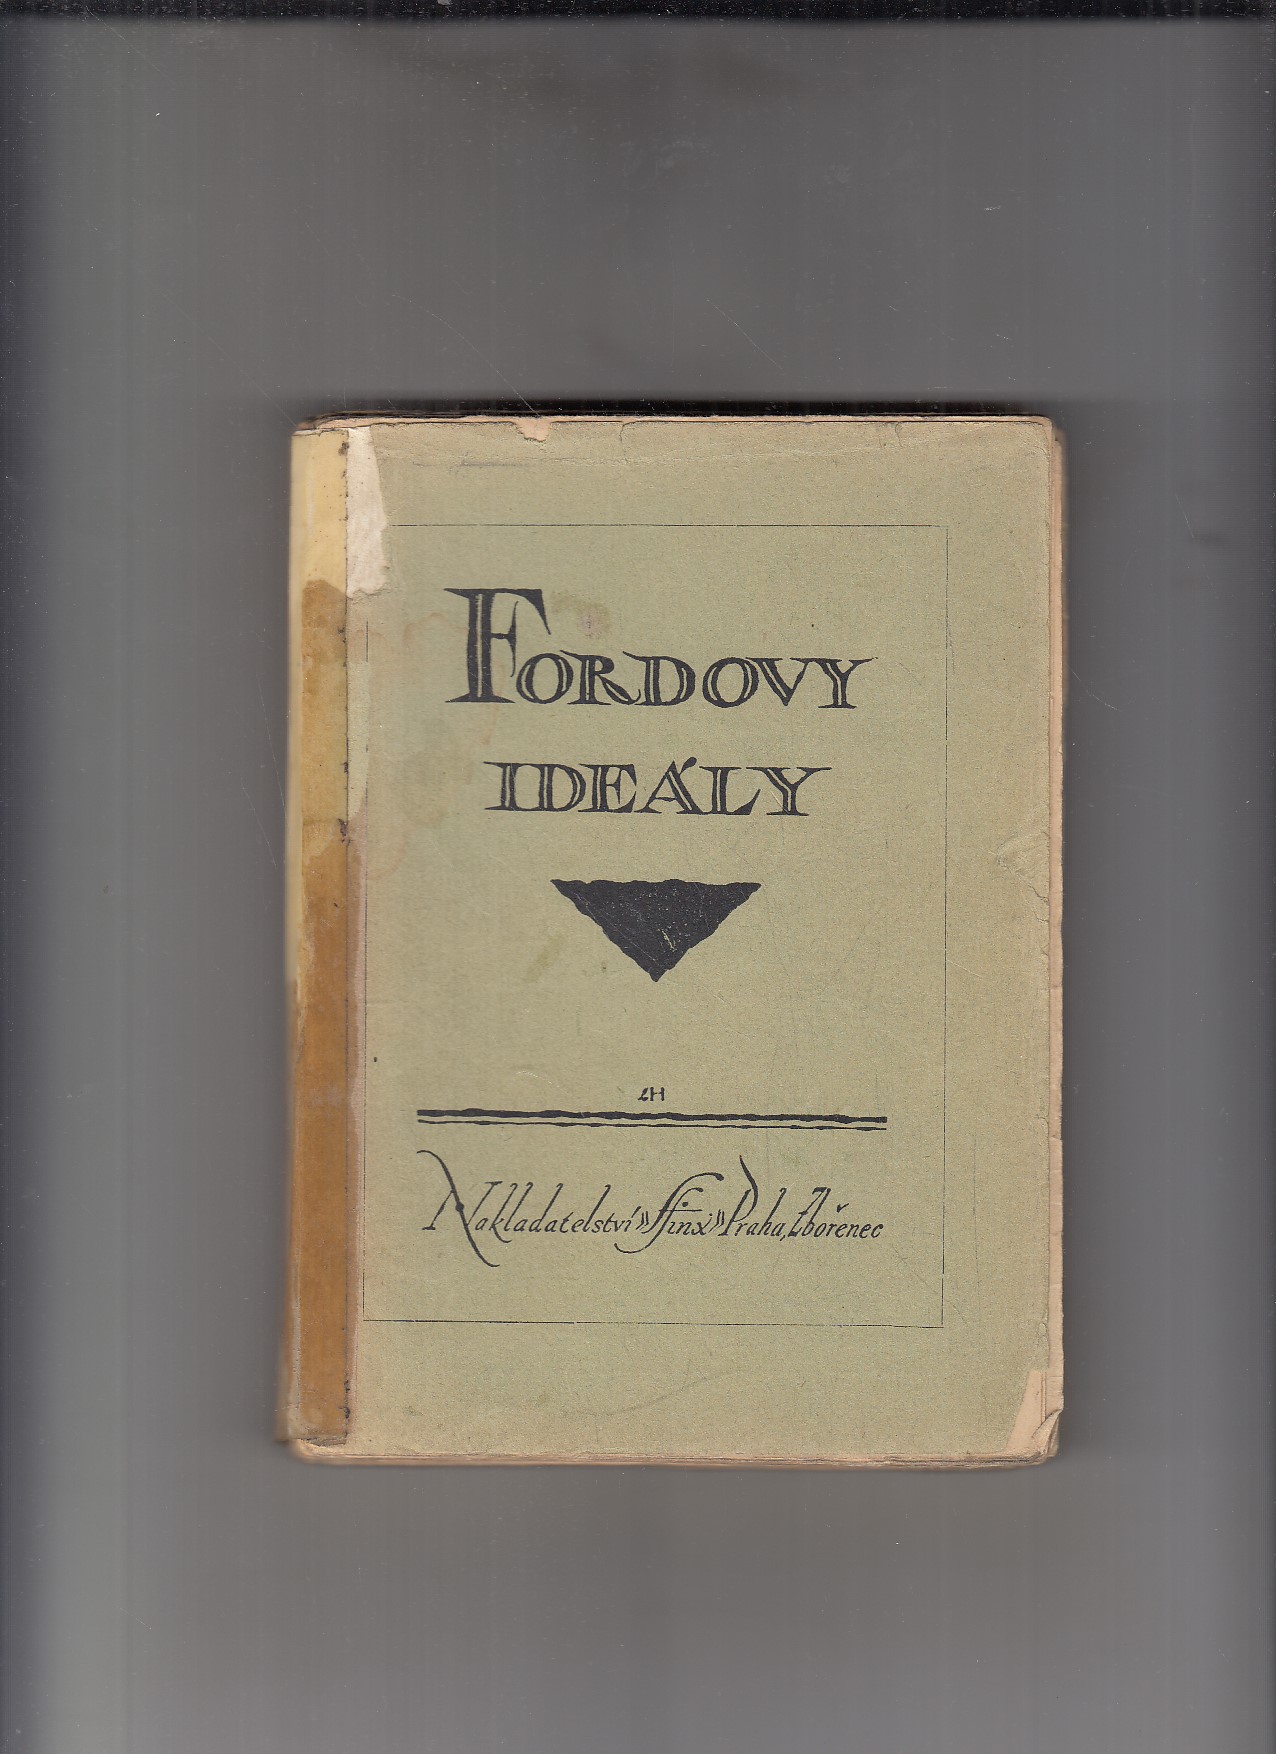 FORDOVY
IDEÁLY
LH
Nakladatelství »Sfinx» Praha, Zbořenec